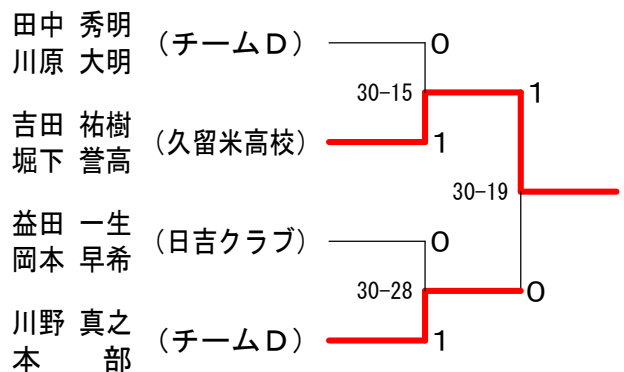 田中 秀明
川原 大明
(チームD)
0
30-15
1
吉田 祐樹
堀下 誉高
(久留米高校)
1
30-19
益田 一生
岡本 早希
(日吉クラブ)
0
30-28
0
川野 真之
本 部
(チームD)
1